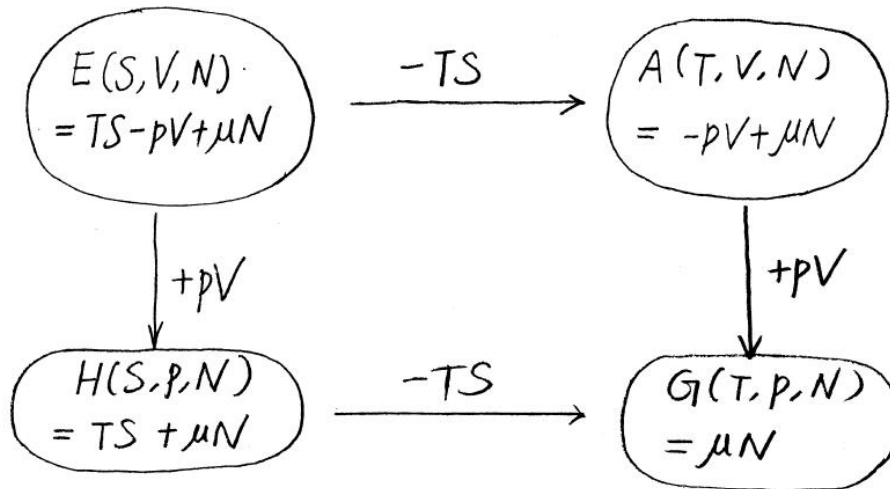 E(S,V,N)
= TS-pV+μN
-TS
A(T,V,N)
= -pV+μN
+pV
+pV
H(S,p,N)
= TS +μN
-TS
G(T,p,N)
= μN